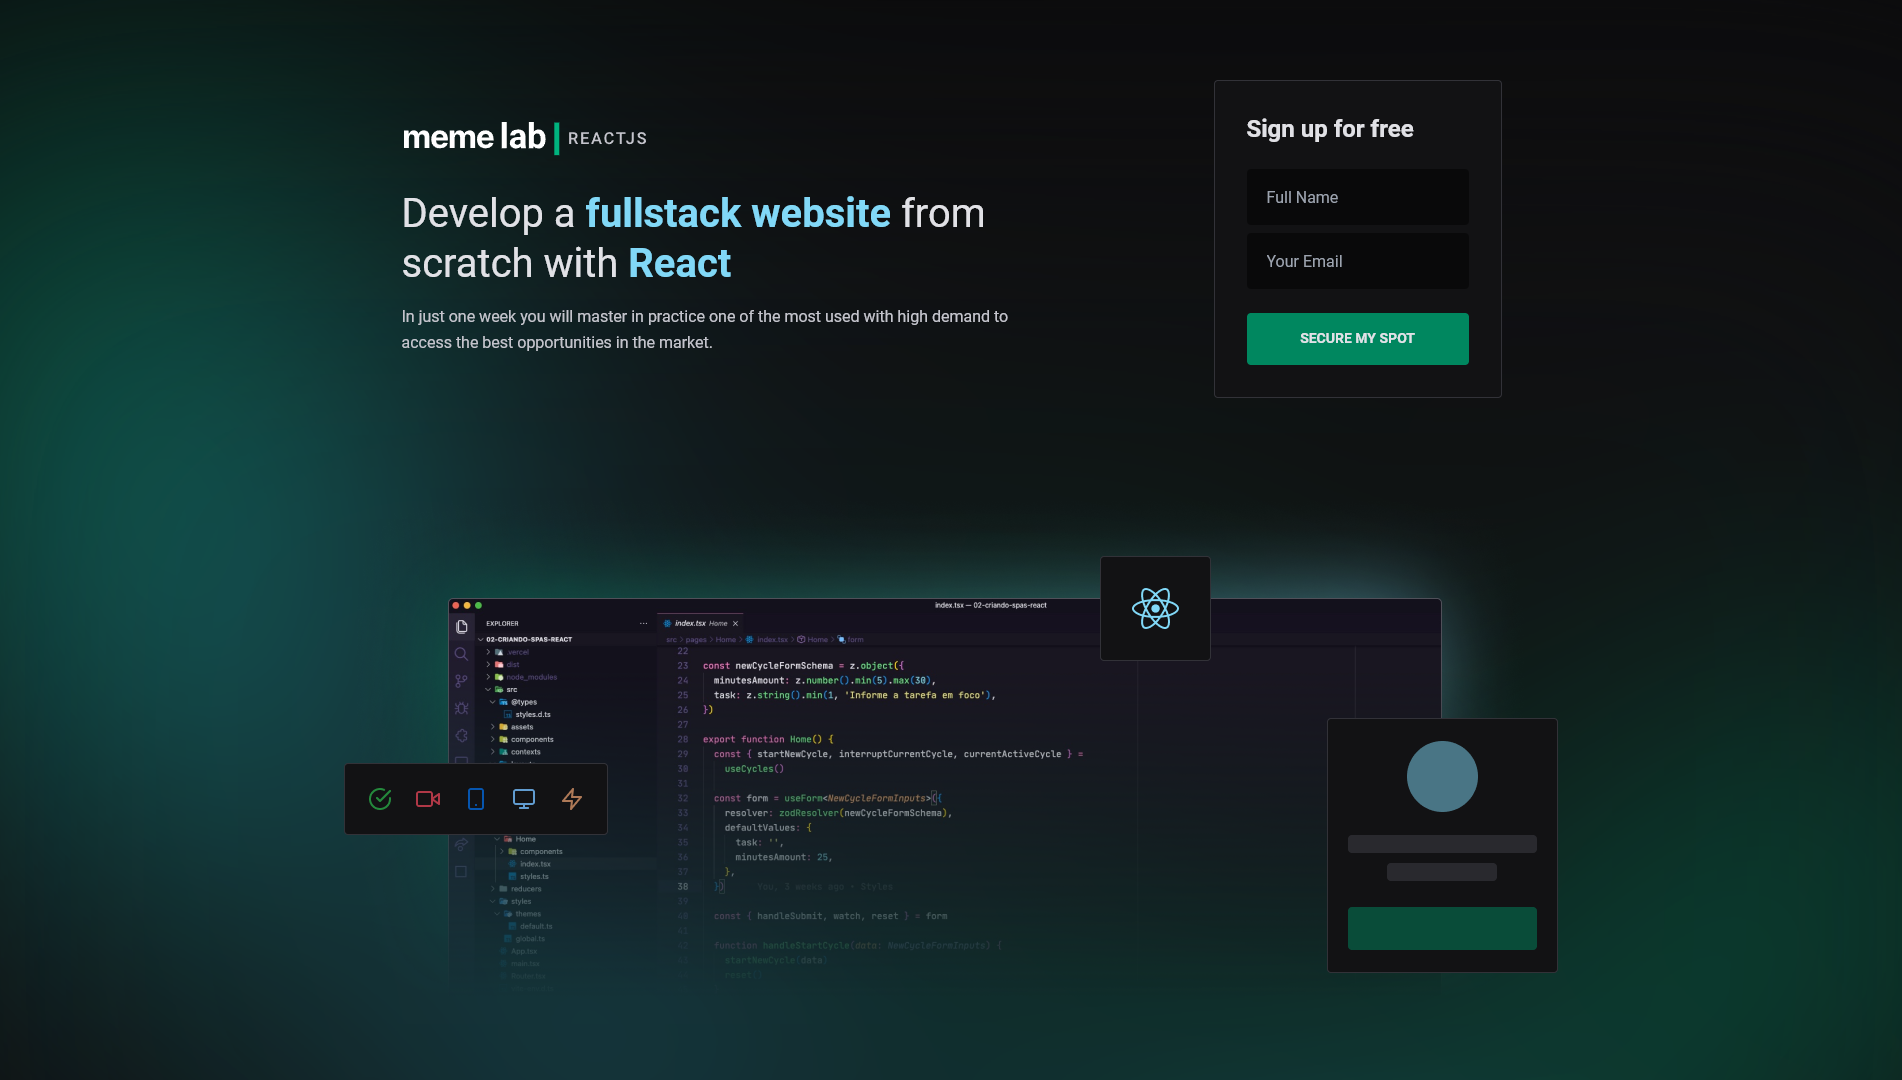 meme lab | REACTJS
Develop a fullstack website from
scratch with React
In just one week you will master in practice one of the most used with high demand to
access the best opportunities in the market.
Sign up for free
Full Name
Your Email
SECURE MY SPOT
index.tsx — 02-criando-spas-react
EXPLORER
02-CRIANDO-SPAS-REACT
.vercel
dist
node_modules
src
@types
styles.d.ts
assets
components
contexts
Home
components
index.tsx
styles.ts
reducers
styles
themes
default.ts
global.ts
App.tsx
main.tsx
Router.tsx
index.tsx Home
src > pages > Home > index.tsx > Home > form
22
23 const newCycleFormSchema = z.object({
24 minutesAmount: z.number().min(5).max(30),
25 task: z.string().min(1, 'Informe a tarefa em foco'),
26 })
27
28 export function Home() {
29 const { startNewCycle, interruptCurrentCycle, currentActiveCycle } =
30 useCycles()
31
32 const form = useForm<NewCycleFormInputs>({
33 resolver: zodResolver(newCycleFormSchema),
34 defaultValues: {
35 task: '',
36 minutesAmount: 25,
37 },
38 }) You, 3 weeks ago • Styles
39
40 const { handleSubmit, watch, reset } = form
41
42 function handleStartCycle(data: NewCycleFormInputs) {
startNewCycle(data)
reset()